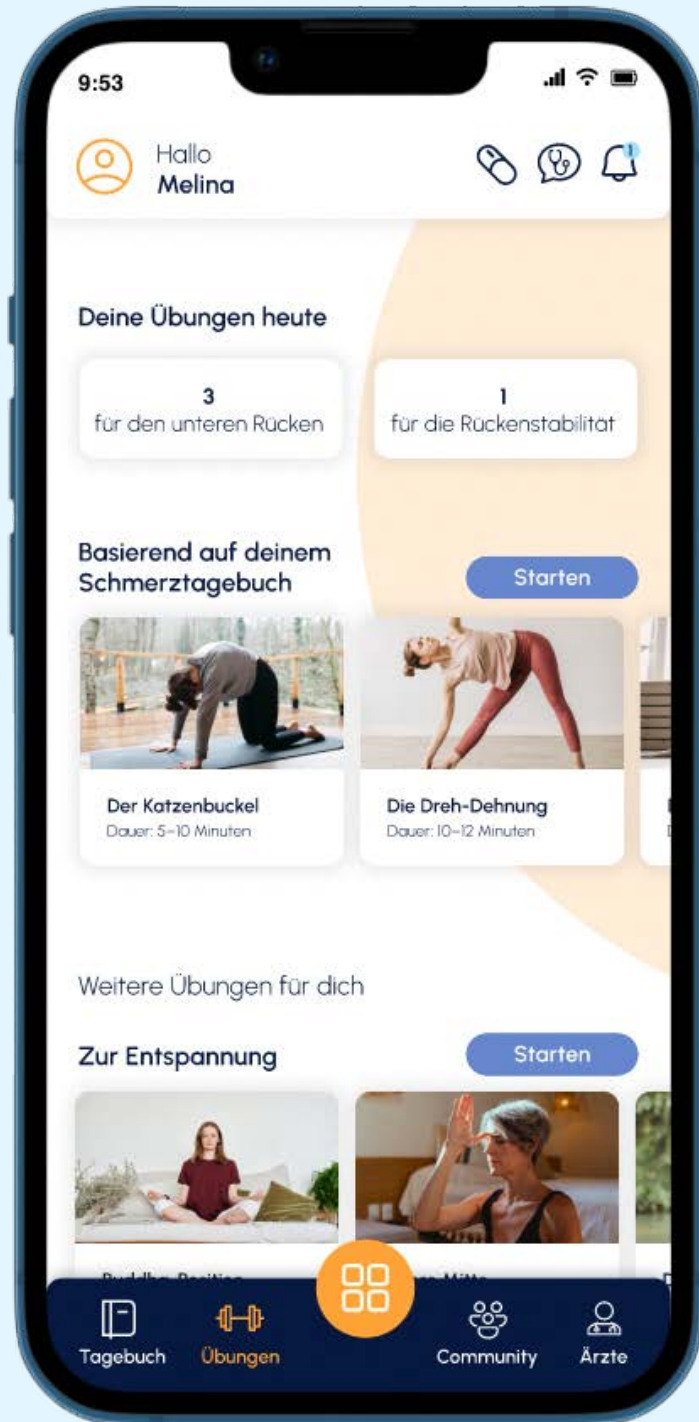 9:53
Hallo
Melina
1
Deine Übungen heute
3
für den unteren Rücken
1
für die Rückenstabilität
Basierend auf deinem
Schmerztagebuch
Starten
Der Katzenbuckel
Dauer: 5–10 Minuten
Die Dreh-Dehnung
Dauer: 10–12 Minuten
Weitere Übungen für dich
Zur Entspannung
Starten
Tagebuch
Übungen
Community
Ärzte